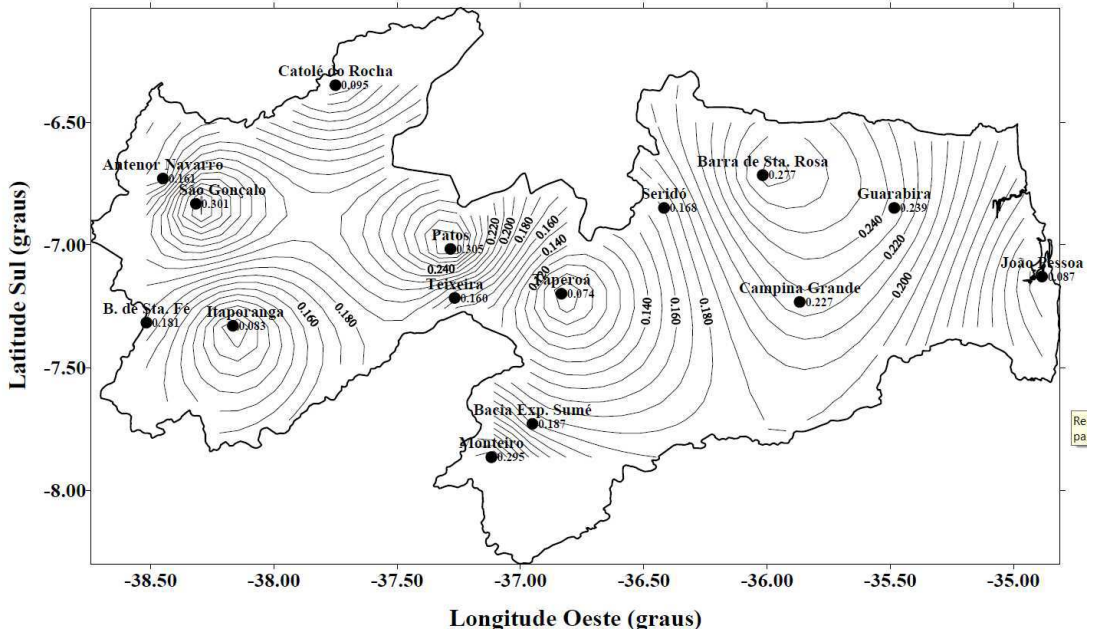 Catolé do Rocha
0.095
-6.50
Antenor Navarro
0.161
São Gonçalo
0.301
Barra de Sta. Rosa
0.277
Seridó
0.168
Guarabira
0.239
0.240
0.220
0.200
-7.00
Patos
0.305
0.220
0.200
0.180
0.160
0.140
0.120
0.240
Teixeira
0.160
Taperoá
0.074
João Pessoa
0.087
Campina Grande
0.227
B. de Sta. Fé
0.181
Itaporanga
0.083
0.160
0.180
0.140
0.160
0.180
-7.50
Bacia Exp. Sumé
0.187
Monteiro
0.295
Re
pa
-8.00
-38.50
-38.00
-37.50
-37.00
-36.50
-36.00
-35.50
-35.00
Latitude Sul (graus)
Longitude Oeste (graus)